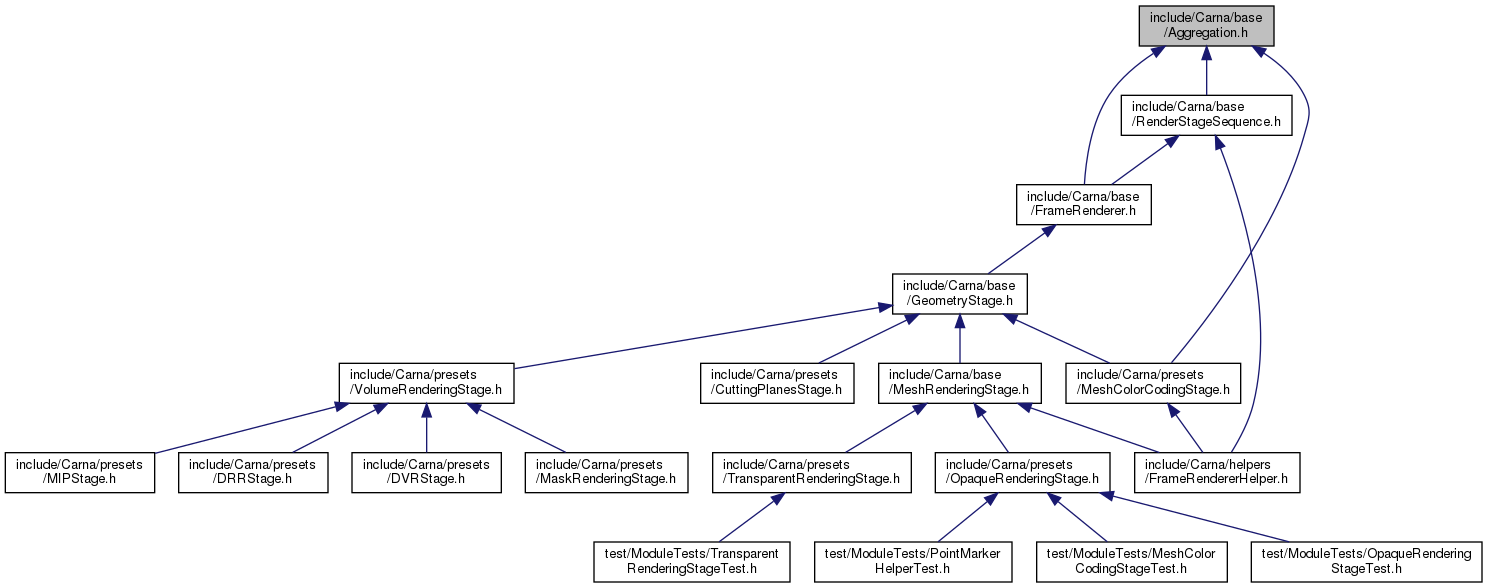 include/Carna/base
/Aggregation.h
include/Carna/base
/RenderStageSequence.h
include/Carna/base
/FrameRenderer.h
include/Carna/base
/GeometryStage.h
include/Carna/presets
/VolumeRenderingStage.h
include/Carna/presets
/CuttingPlanesStage.h
include/Carna/base
/MeshRenderingStage.h
include/Carna/presets
/MeshColorCodingStage.h
include/Carna/presets
/MIPStage.h
include/Carna/presets
/DRRStage.h
include/Carna/presets
/DVRStage.h
include/Carna/presets
/MaskRenderingStage.h
include/Carna/presets
/TransparentRenderingStage.h
include/Carna/presets
/OpaqueRenderingStage.h
include/Carna/helpers
/FrameRendererHelper.h
test/ModuleTests/Transparent
RenderingStageTest.h
test/ModuleTests/PointMarker
HelperTest.h
test/ModuleTests/MeshColor
CodingStageTest.h
test/ModuleTests/OpaqueRendering
StageTest.h